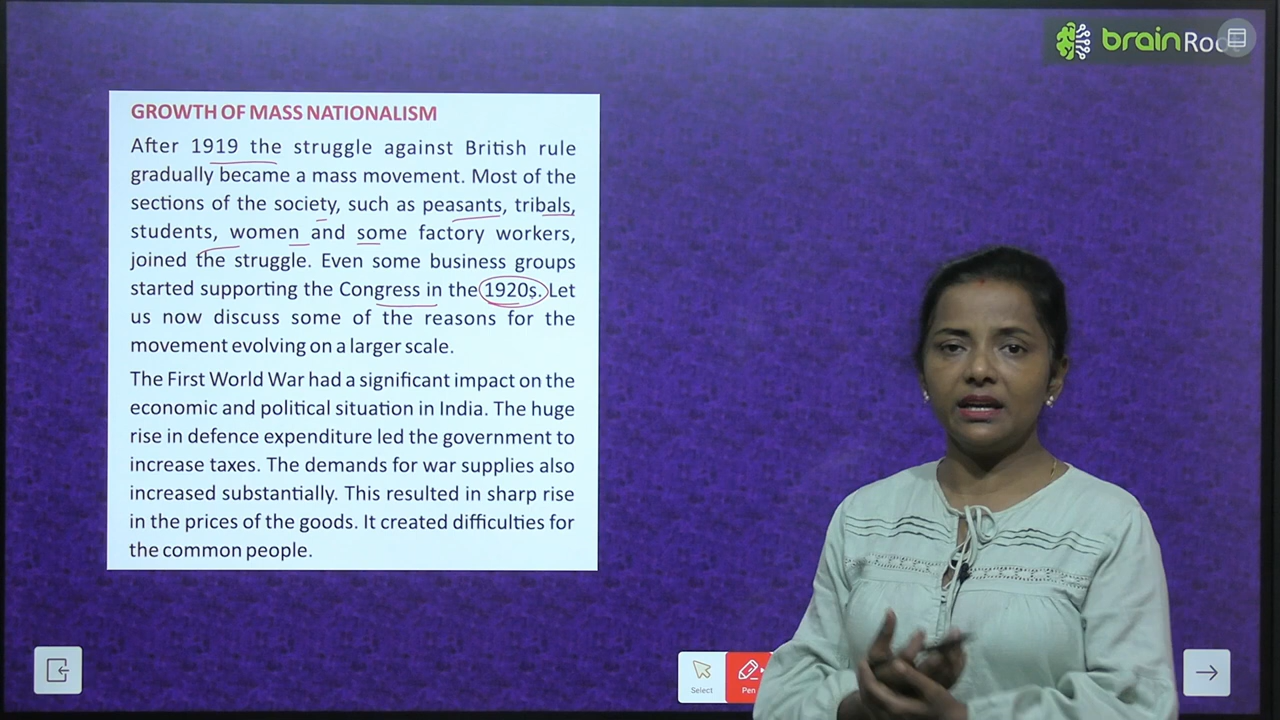 brainRo
GROWTH OF MASS NATIONALISM
After 1919 the struggle against British rule
gradually became a mass movement. Most of the
sections of the society, such as peasants, tribals,
students, women and some factory workers,
joined the struggle. Even some business groups
started supporting the Congress in the 1920s. Let
us now discuss some of the reasons for the
movement evolving on a larger scale.
The First World War had a significant impact on the
economic and political situation in India. The huge
rise in defence expenditure led the government to
increase taxes. The demands for war supplies also
increased substantially. This resulted in sharp rise
in the prices of the goods. It created difficulties for
the common people.
Select
Pen